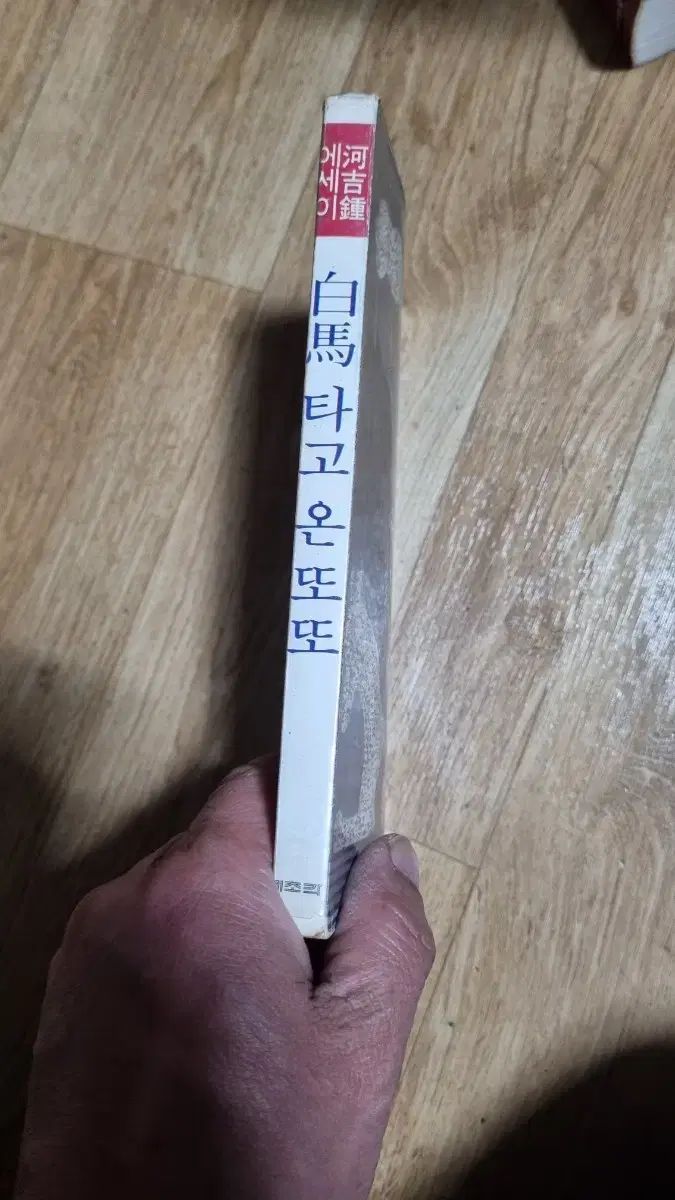 河吉鍾
에세이
白馬 타고 온 또또